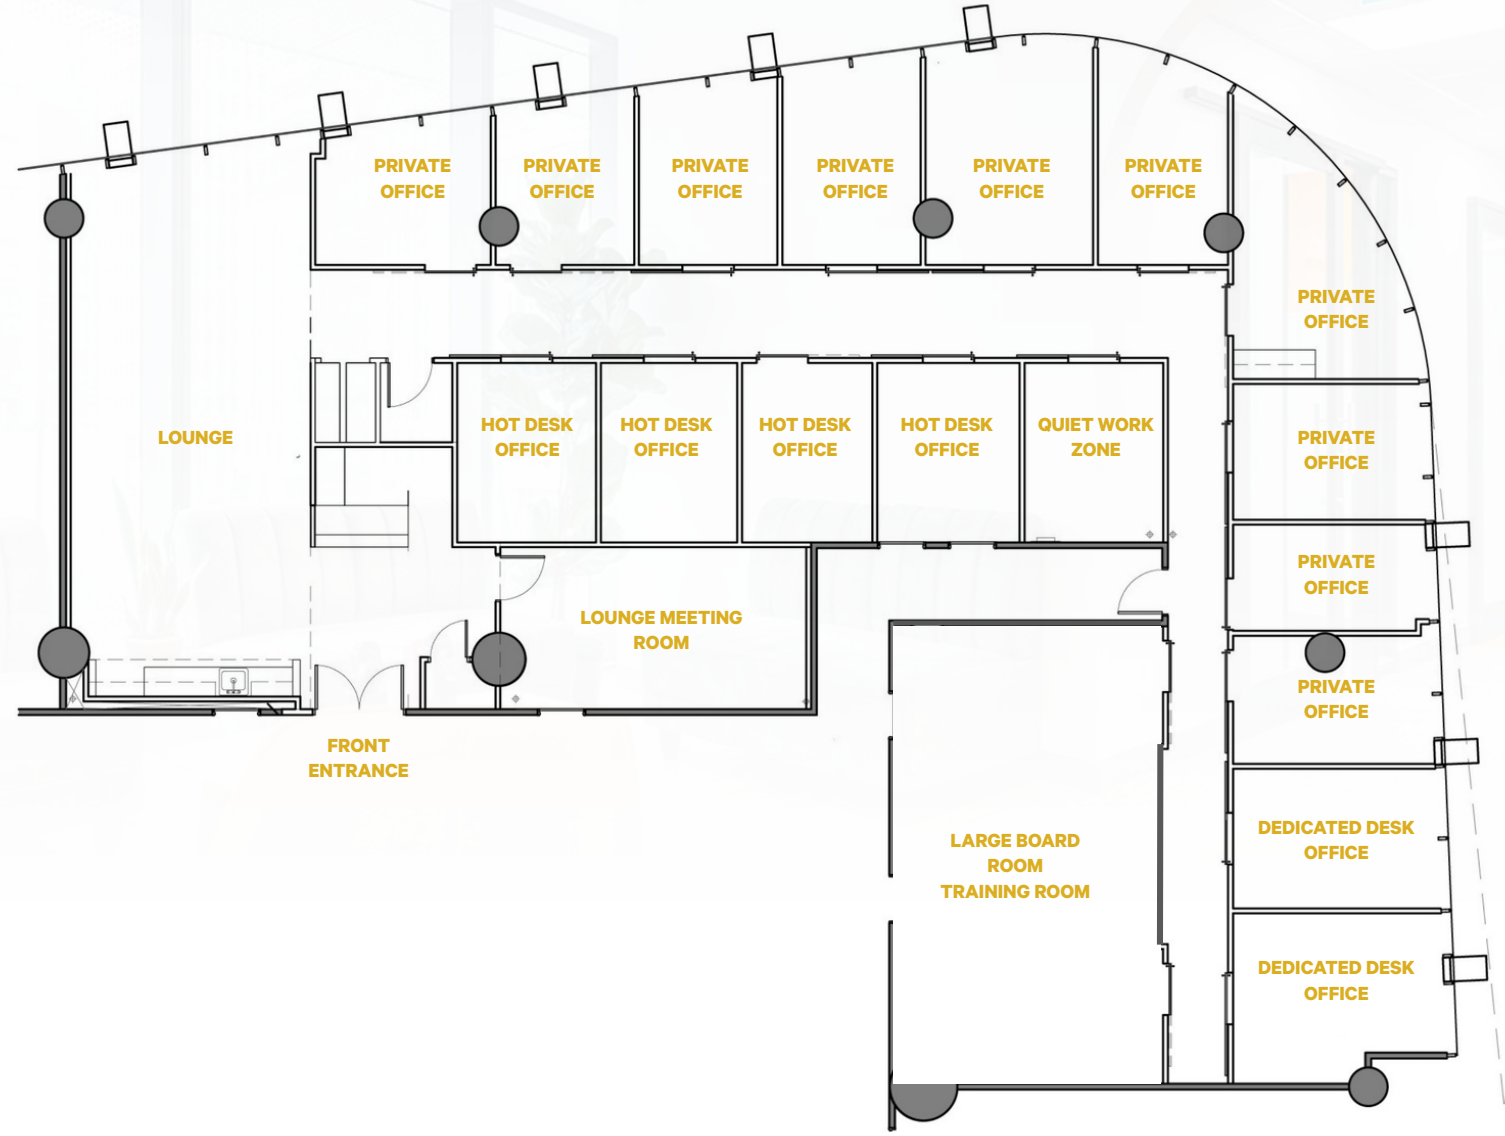 PRIVATE
OFFICE
PRIVATE
OFFICE
PRIVATE
OFFICE
PRIVATE
OFFICE
PRIVATE
OFFICE
PRIVATE
OFFICE
PRIVATE
OFFICE
LOUNGE
HOT DESK
OFFICE
HOT DESK
OFFICE
HOT DESK
OFFICE
HOT DESK
OFFICE
QUIET WORK
ZONE
PRIVATE
OFFICE
PRIVATE
OFFICE
LOUNGE MEETING
ROOM
PRIVATE
OFFICE
FRONT
ENTRANCE
LARGE BOARD
ROOM
TRAINING ROOM
DEDICATED DESK
OFFICE
DEDICATED DESK
OFFICE